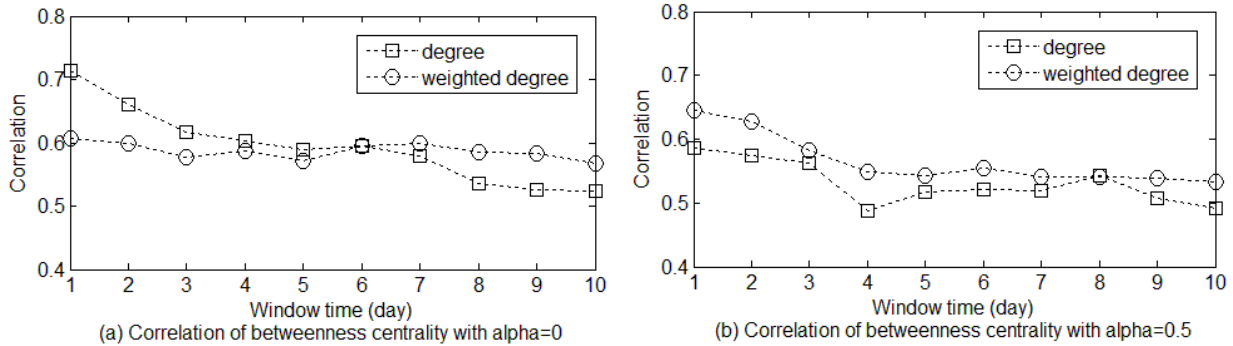 0.8
0.7
0.6
0.5
0.4
Correlation
degree
weighted degree
1 2 3 4 5 6 7 8 9 10
Window time (day)
(a) Correlation of betweenness centrality with alpha=0
0.8
0.7
0.6
0.5
0.4
Correlation
degree
weighted degree
1 2 3 4 5 6 7 8 9 10
Window time (day)
(b) Correlation of betweenness centrality with alpha=0.5